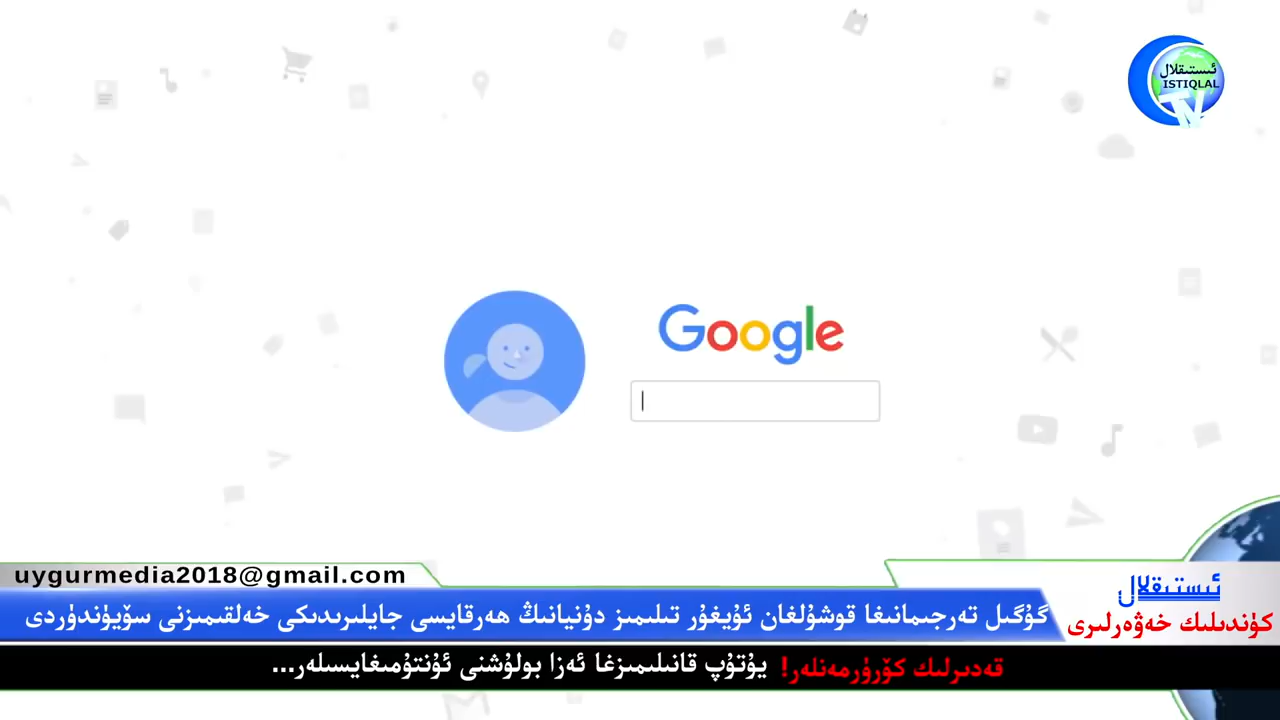 ئىستىقلال
ISTIQLAL
TV
Google
uygurmedia2018@gmail.com
ئىستىقلال
كۈندىلىك خەۋەرلىرى
گۇگىل تەرجىمانىغا قوشۇلغان ئۇيغۇر تىلىمىز دۇنيانىڭ ھەرقايسى جايلىرىدىكى خەلقىمىزنى سۆيۈندۈردى
قەدىرلىك كۆرۈرمەنلەر! يۇتۇپ قانىلىمىزغا ئەزا بولۇشنى ئۇنتۇمىغايسىلەر...